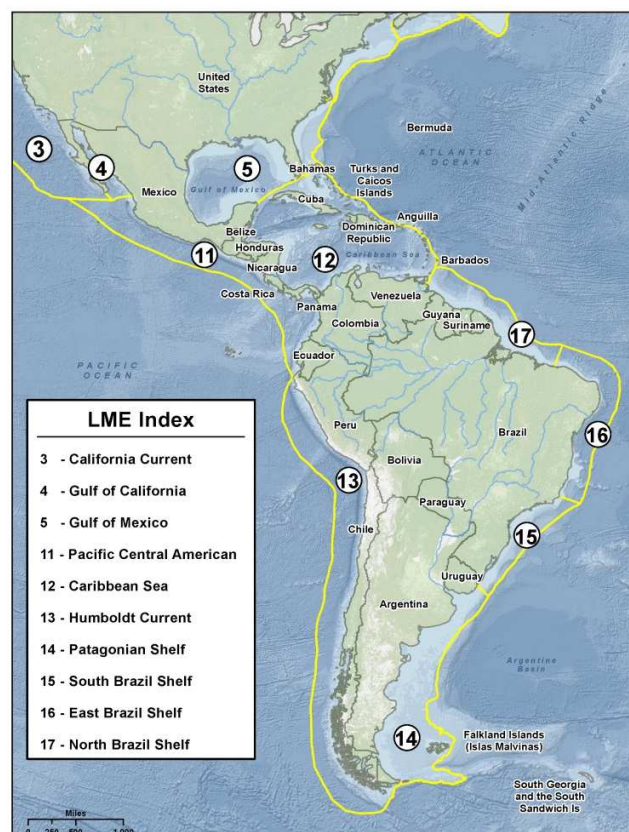 United
States
3
4
5
Bermuda
ATLANTIC
OCEAN
Mid-Atlantic Ridge
Gulf of Mexico
Bahamas
Turks and
Caicos
Islands
Mexico
Cuba
Anguilla
Dominican
Republic
Belize
Honduras
11
12
Caribbean Sea
Nicaragua
Barbados
Costa Rica
Panama
Venezuela
Guyana
Suriname
17
Colombia
PACIFIC
OCEAN
Ecuador
LME Index
3 - California Current
4 - Gulf of California
5 - Gulf of Mexico
11 - Pacific Central American
12 - Caribbean Sea
13 - Humboldt Current
14 - Patagonian Shelf
15 - South Brazil Shelf
16 - East Brazil Shelf
17 - North Brazil Shelf
Peru
Brazil
16
Bolivia
13
Paraguay
Chile
15
Uruguay
Argentina
Argentine
Basin
14
Falkland Islands
(Islas Malvinas)
South Georgia
and the South
Sandwich Is
Miles
0 250 500 1,000